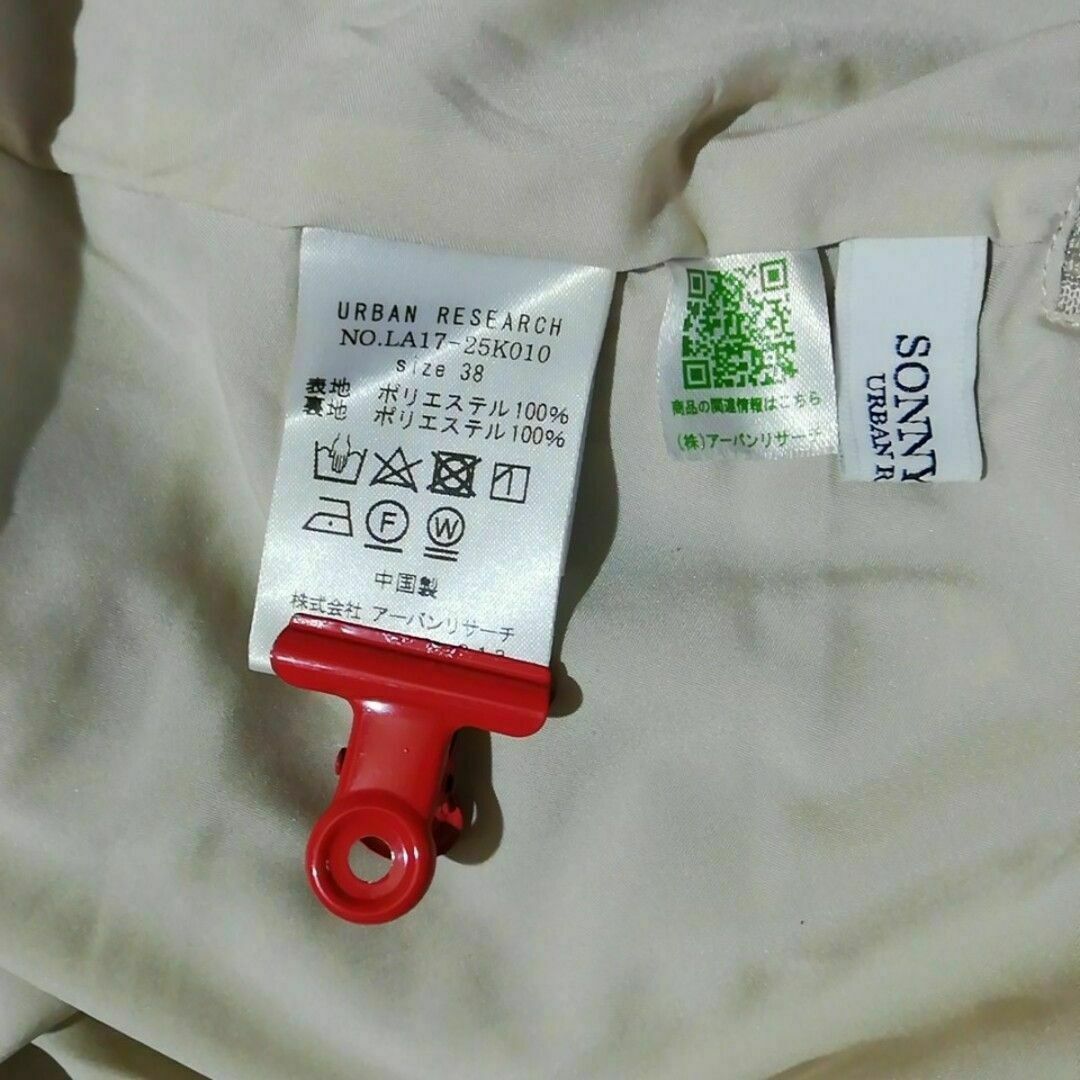 URBAN RESEARCH
NO.LA17-25K010
size 38
表地 ポリエステル100%
裏地 ポリエステル100%
F W
中国製
株式会社 アーバンリサーチ
商品の関連情報はこちら
(株)アーバンリサーチ
SONNY
URBAN R